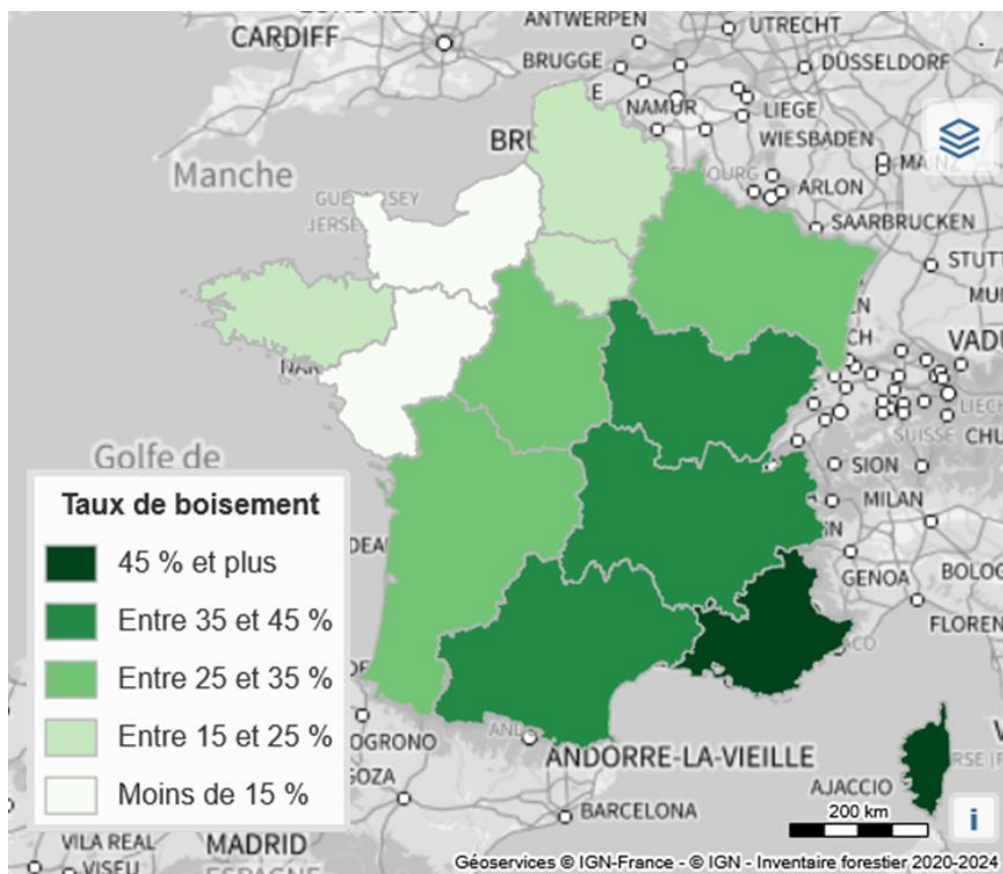 CARDIFF
ANTWERPEN
UTRECHT
BRUGGE
DÜSSELDORF
NAMUR
LIEGE
WIESBADEN
Manche
ARLON
SAARBRUCKEN
SUISSE
SION
MILAN
Golfe de
GENOA
Taux de boisement
45 % et plus
Entre 35 et 45 %
Entre 25 et 35 %
Entre 15 et 25 %
Moins de 15 %
ANDORRE-LA-VIEILLE
AJACCIO
BARCELONA
200 km
i
VILA REAL
MADRID
VISEU
Géoservices © IGN-France - © IGN - Inventaire forestier 2020-2024